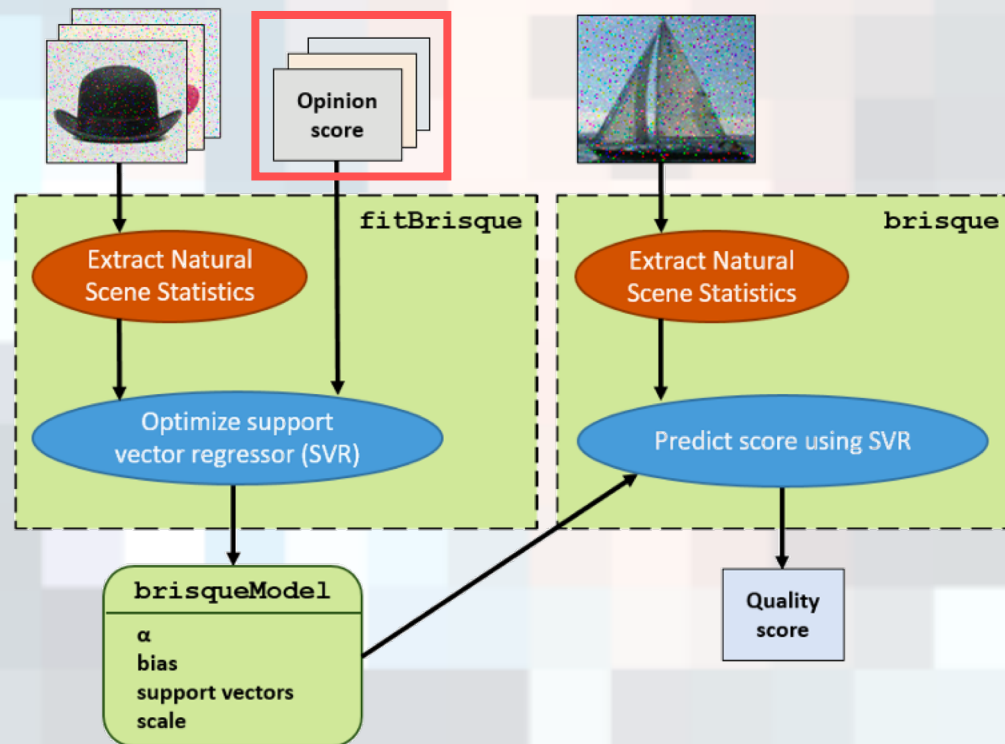 Opinion
score
fitBrisque
Extract Natural
Scene Statistics
Optimize support
vector regressor (SVR)
brisqueModel
α
bias
support vectors
scale
brisque
Extract Natural
Scene Statistics
Predict score using SVR
Quality
score